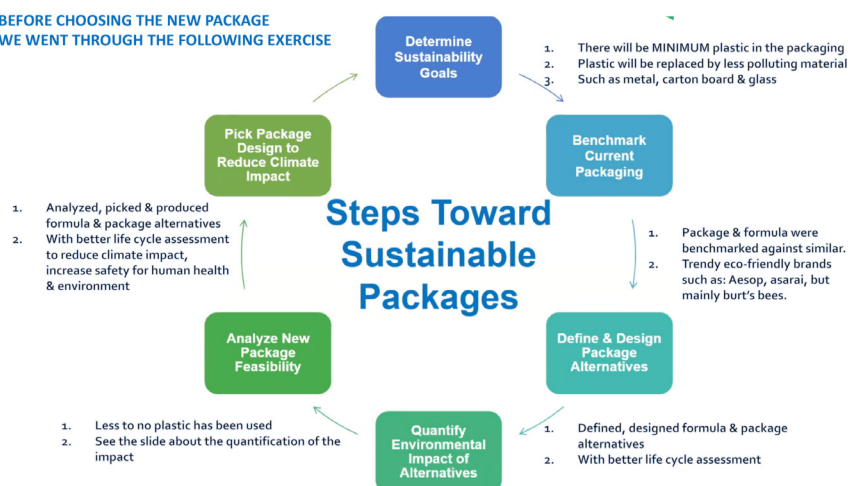 BEFORE CHOOSING THE NEW PACKAGE
WE WENT THROUGH THE FOLLOWING EXERCISE
Determine
Sustainability
Goals
1. There will be MINIMUM plastic in the packaging
2. Plastic will be replaced by less polluting material
3. Such as metal, carton board & glass
Benchmark
Current
Packaging
1. Package & formula were
benchmarked against similar.
2. Trendy eco-friendly brands
such as: Aesop, asarai, but
mainly burt's bees.
Define & Design
Package
Alternatives
1. Defined, designed formula & package
alternatives
2. With better life cycle assessment
Quantify
Environmental
Impact of
Alternatives
1. Less to no plastic has been used
2. See the slide about the quantification of the
impact
Analyze New
Package
Feasibility
1. Analyzed, picked & produced
formula & package alternatives
2. With better life cycle assessment
to reduce climate impact,
increase safety for human health
& environment
Pick Package
Design to
Reduce Climate
Impact
Steps Toward
Sustainable
Packages